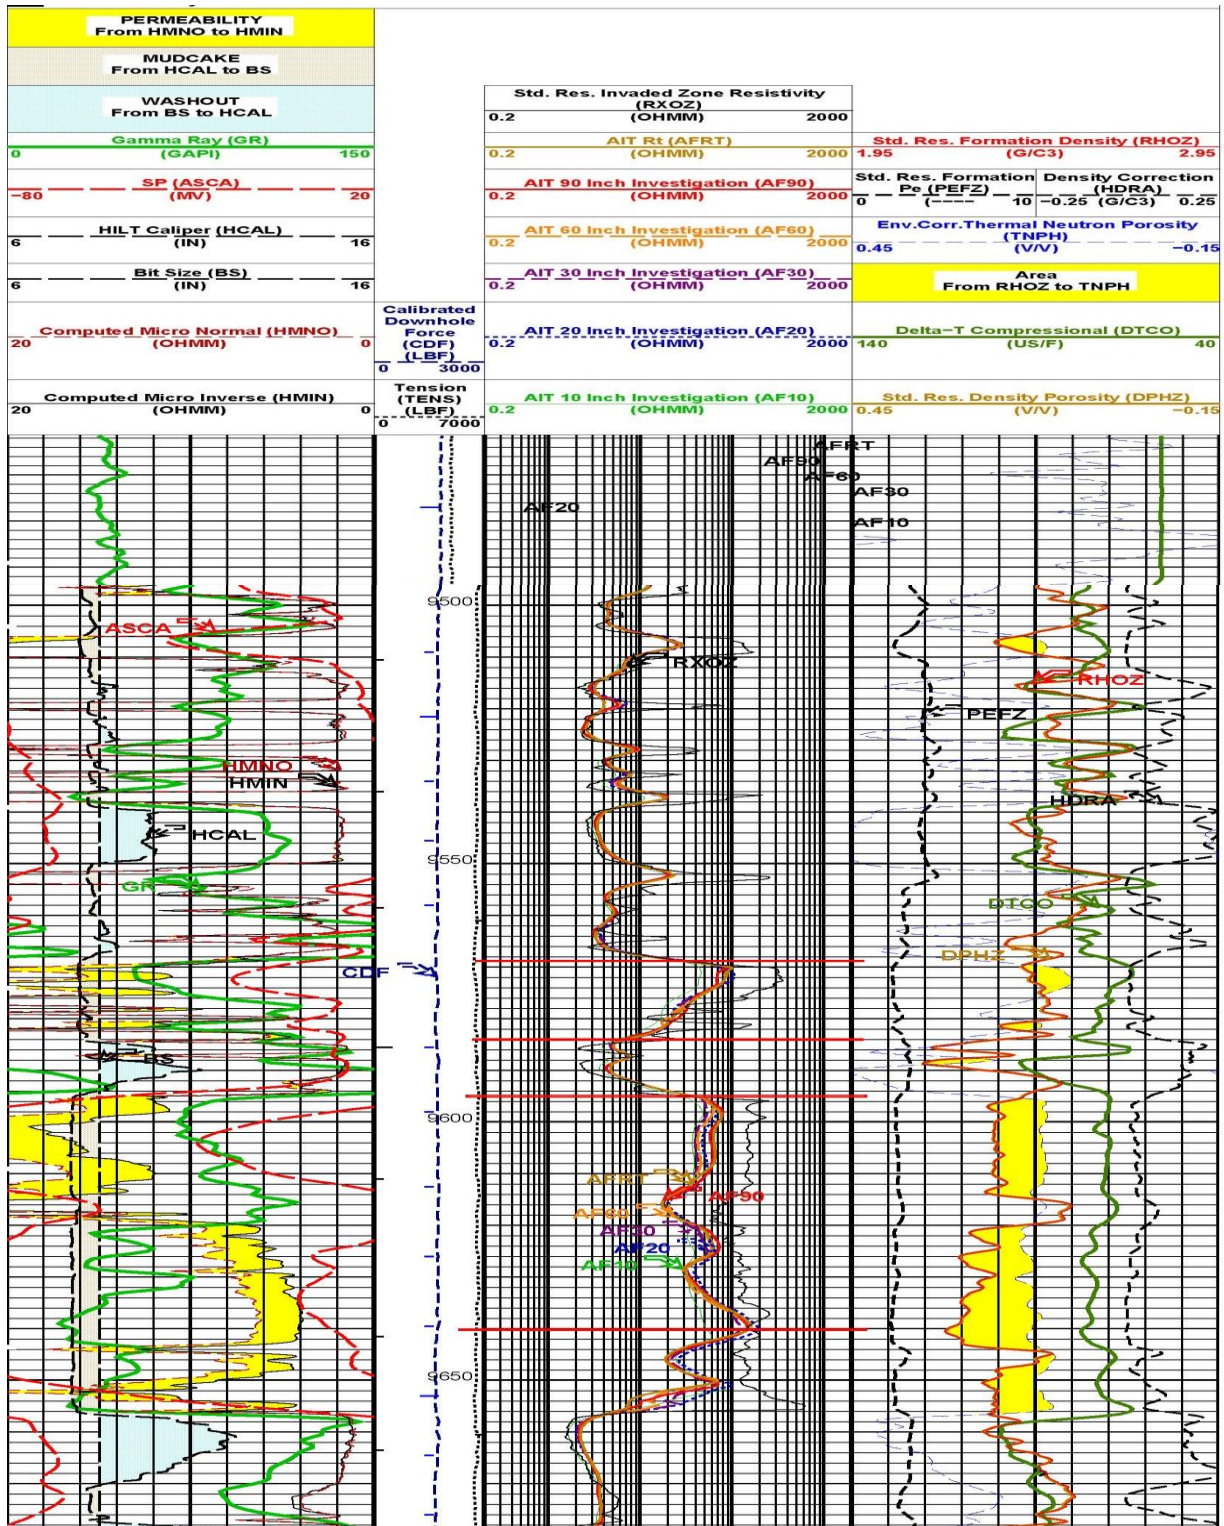 PERMEABILITY
From HMNO to HMIN
MUDCAKE
From HCAL to BS
WASHOUT
From BS to HCAL
Gamma Ray (GR)
0 (GAPI) 150
SP (ASCA)
-80 (MV) 20
HILT Caliper (HCAL)
6 (IN) 16
Bit Size (BS)
6 (IN) 16
Computed Micro Normal (HMNO)
20 (OHMM) 0
Computed Micro Inverse (HMIN)
20 (OHMM) 0
Calibrated
Downhole
Force
(CDF)
(LBF)
0 3000
Tension
(TENS)
(LBF)
0 7000
Std. Res. Invaded Zone Resistivity
(RXOZ)
0.2 (OHMM) 2000
AIT Rt (AFRT)
0.2 (OHMM) 2000
AIT 90 Inch Investigation (AF90)
0.2 (OHMM) 2000
AIT 60 Inch Investigation (AF60)
0.2 (OHMM) 2000
AIT 30 Inch Investigation (AF30)
0.2 (OHMM) 2000
AIT 20 Inch Investigation (AF20)
0.2 (OHMM) 2000
AIT 10 Inch Investigation (AF10)
0.2 (OHMM) 2000
Std. Res. Formation Density (RHOZ)
1.95 (G/C3) 2.95
Std. Res. Formation
Pe (PEFZ)
0 (---- 10
Density Correction
(HDRA)
-0.25 (G/C3) 0.25
Env.Corr.Thermal Neutron Porosity
(TNPH)
0.45 (V/V) -0.15
Area
From RHOZ to TNPH
Delta-T Compressional (DTCO)
140 (US/F) 40
Std. Res. Density Porosity (DPHZ)
0.45 (V/V) -0.15
AFRT
AF90
AF60
AF30
AF20
AF10
9500
ASCA
RXOZ
RHOZ
PEFZ
HMNO
HMIN
HDRA
HCAL
9550
GR
DTCO
DPHZ
CDF
BS
9600
AFRT
AF90
AF60
AF30
AF20
AF10
9650